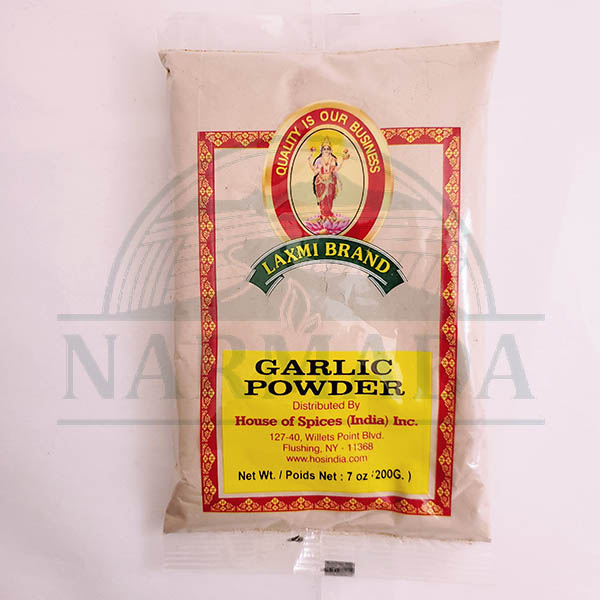 QUALITY IS OUR BUSINESS
LAXMI BRAND
NARMADA
GARLIC
POWDER
Distributed By
House of Spices (India) Inc.
127-40, Willets Point Blvd.
Flushing, NY - 11368
www.hosindia.com
Net Wt. / Poids Net : 7 oz (200G. )